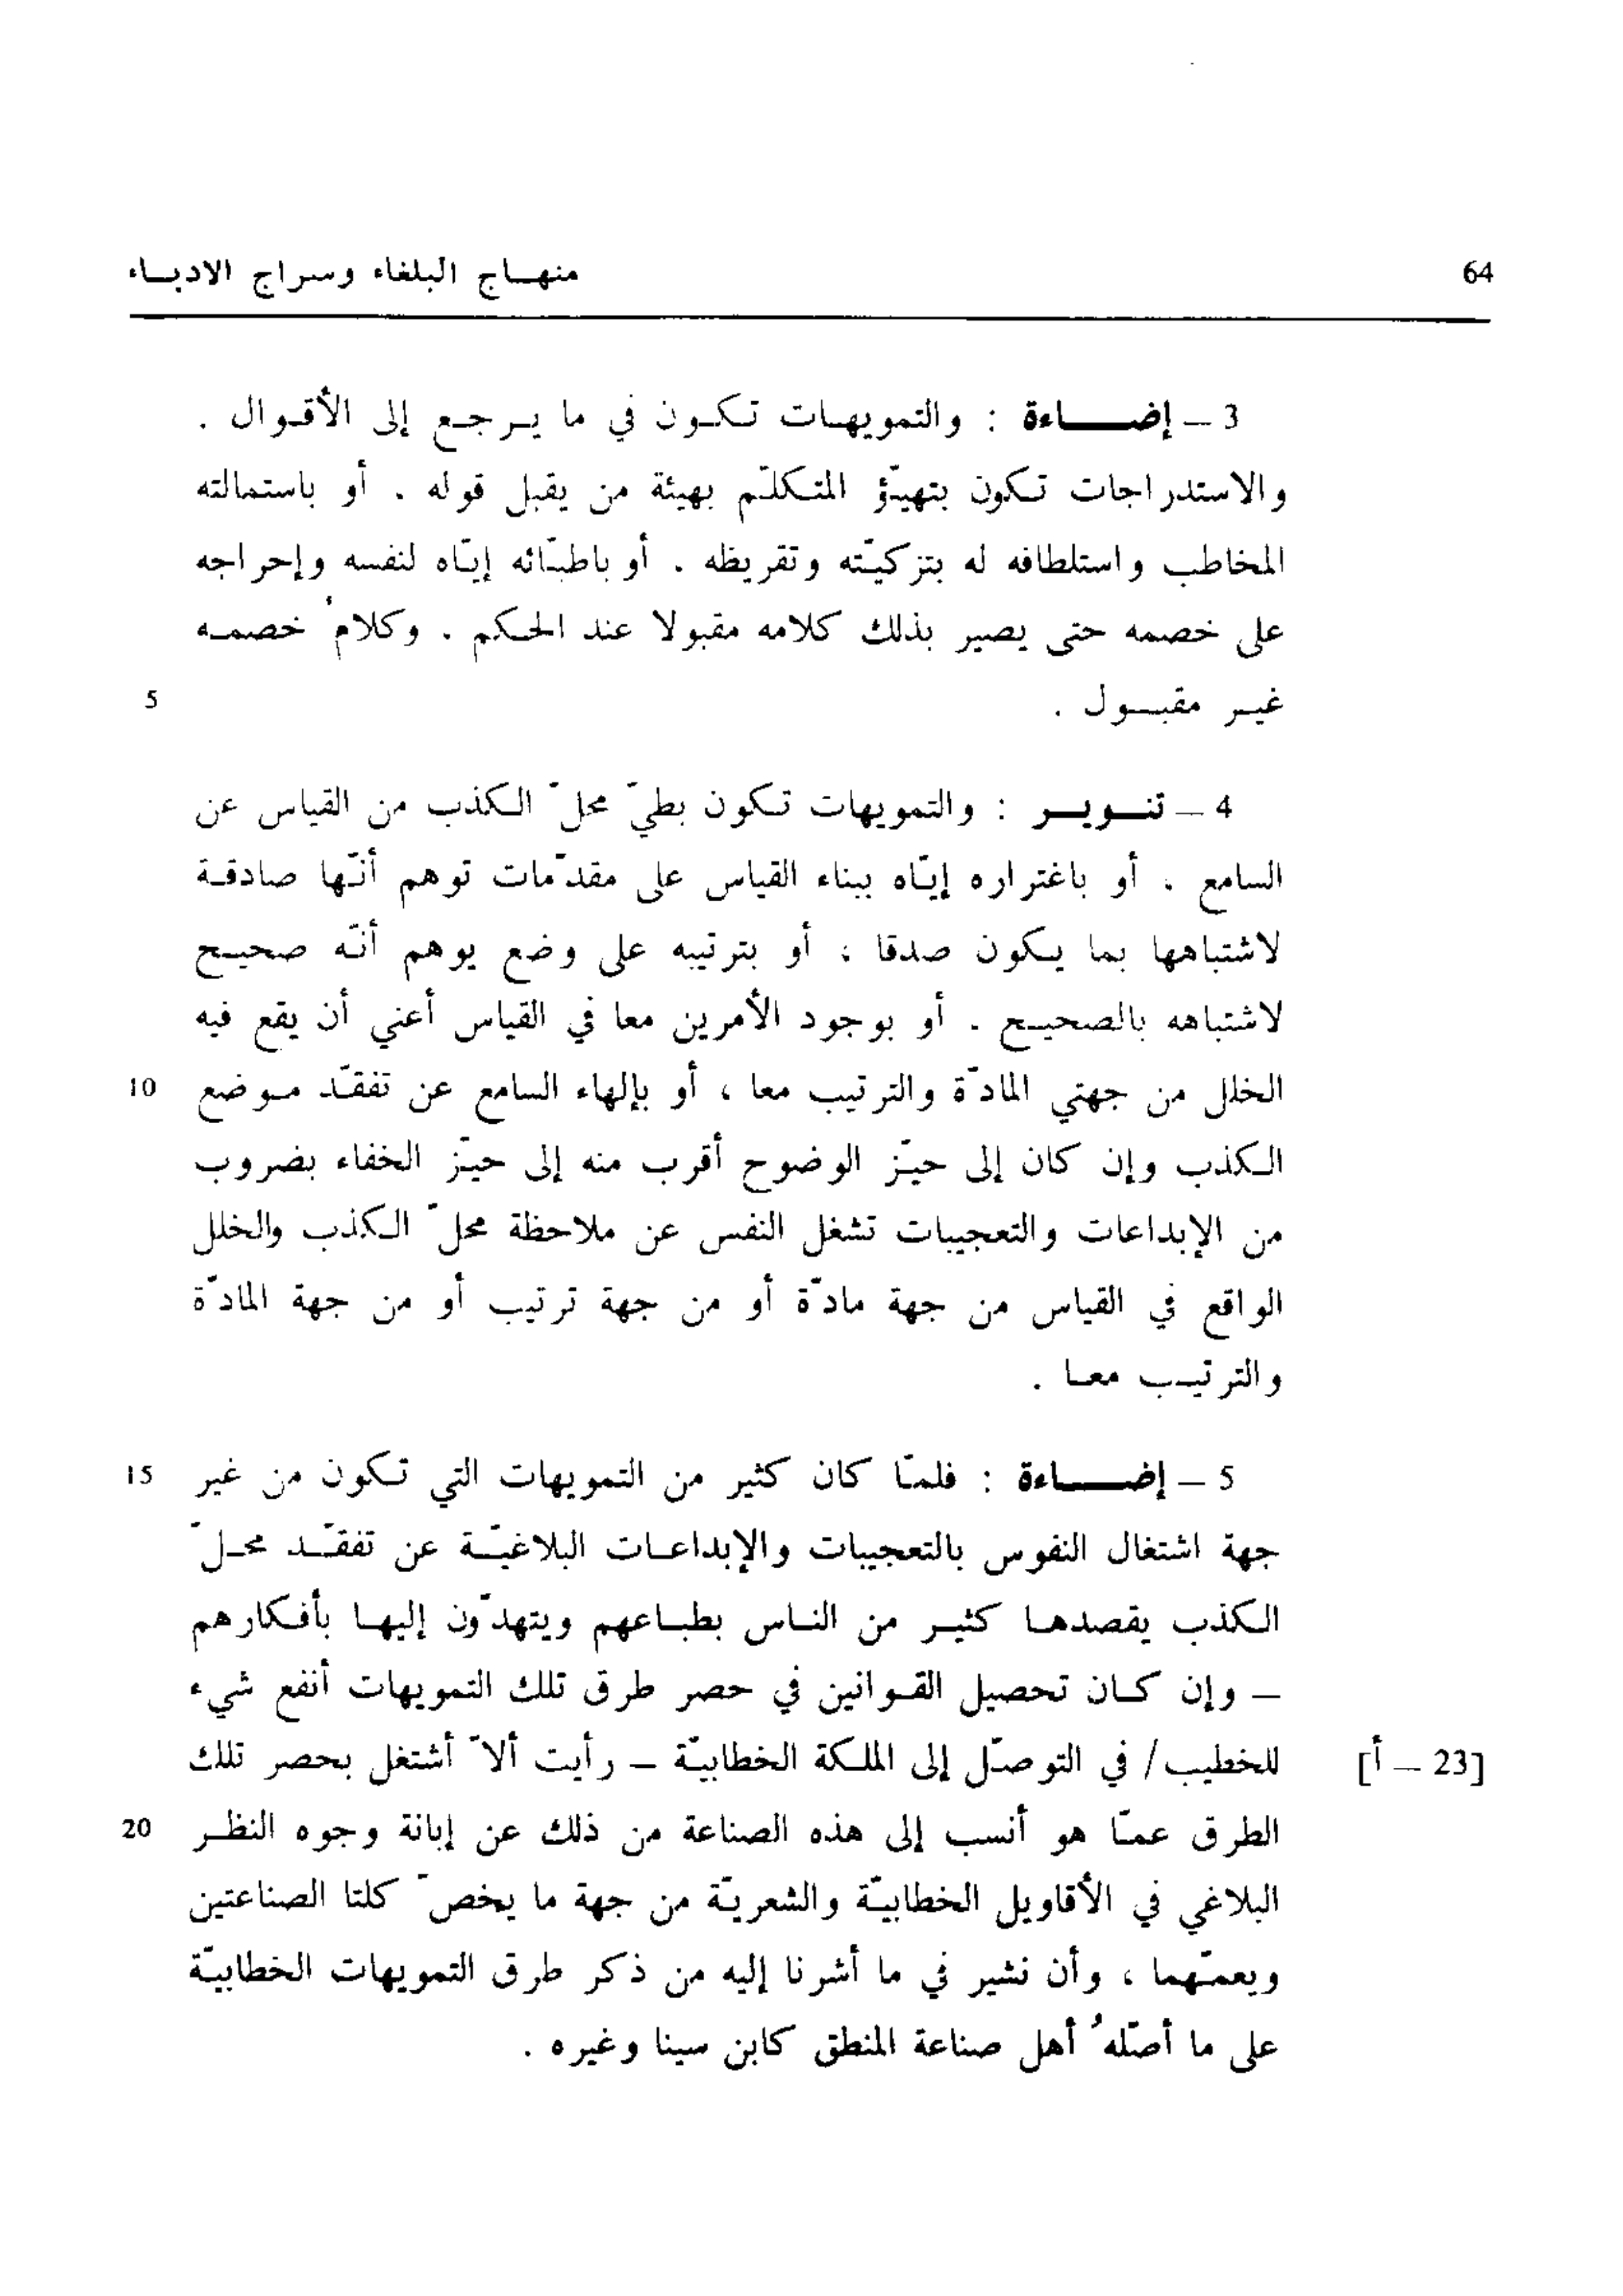 64 منهاج البلغاء وسراج الادباء
3 – إضاءة : والتمويهات تكون في ما يرجع إلى الأقوال .
والاستدراجات تكون بتهيّؤ المتكلّم بهيئة من يقبل قوله . أو باستمالته
المخاطب واستلطافه له بتزكيّته وتقريظه . أو باطبّائه إيّاه لنفسه وإحراجه
على خصمه حتى يصير بذلك كلامه مقبولا عند الحكم . وكلامُ خصمه
غير مقبول . 5
4 – تنوير : والتمويهات تكون بطيّ محلّ الكذب من القياس عن
السامع ، أو باغتراره إيّاه ببناء القياس على مقدّمات توهم أنّها صادقة
لاشتباهها بما يكون صدقا ؛ أو بترتيبه على وضع يوهم أنّه صحيح
لاشتباهه بالصحيح . أو بوجود الأمرين معا في القياس أعني أن يقع فيه
الخلل من جهتي المادّة والترتيب معا ، أو بإلهاء السامع عن تفقّد موضع 10
الكذب وإن كان إلى حيّز الوضوح أقرب منه إلى حيّز الخفاء بضروب
من الإبداعات والتعجيبات تشغل النفس عن ملاحظة محلّ الكذب والخلل
الواقع في القياس من جهة مادّة أو من جهة ترتيب أو من جهة المادّة
والترتيب معا .
5 – إضاءة : فلمّا كان كثير من التمويهات التي تكون من غير 15
جهة اشتغال النفوس بالتعجيبات والإبداعات البلاغيّة عن تفقّد محلّ
الكذب يقصدها كثير من الناس بطباعهم ويتهدّون إليها بأفكارهم
– وإن كان تحصيل القوانين في حصر طرق تلك التمويهات أنفع شيء
[23 – أ] للخطيب/ في التوصّل إلى الملكة الخطابيّة – رأيت ألاّ أشتغل بحصر تلك
الطرق عمّا هو أنسب إلى هذه الصناعة من ذلك عن إبانة وجوه النظر 20
البلاغي في الأقاويل الخطابيّة والشعريّة من جهة ما يخصّ كلتا الصناعتين
ويعمّهما ، وأن نشير في ما أشرنا إليه من ذكر طرق التمويهات الخطابيّة
على ما أصّلهُ أهل صناعة المنطق كابن سينا وغيره .